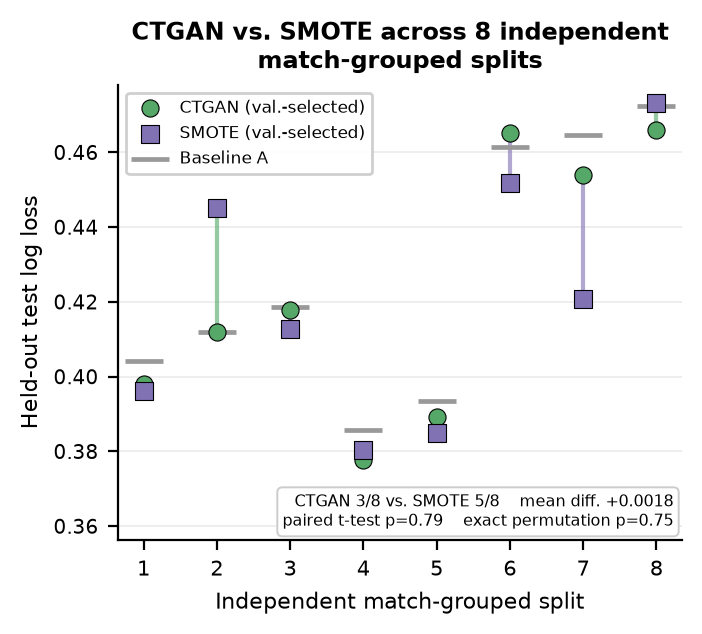 CTGAN vs. SMOTE across 8 independent
match-grouped splits
CTGAN (val.-selected)
SMOTE (val.-selected)
Baseline A
Held-out test log loss
0.46
0.44
0.42
0.40
0.38
0.36
CTGAN 3/8 vs. SMOTE 5/8 mean diff. +0.0018
paired t-test p=0.79 exact permutation p=0.75
1 2 3 4 5 6 7 8
Independent match-grouped split